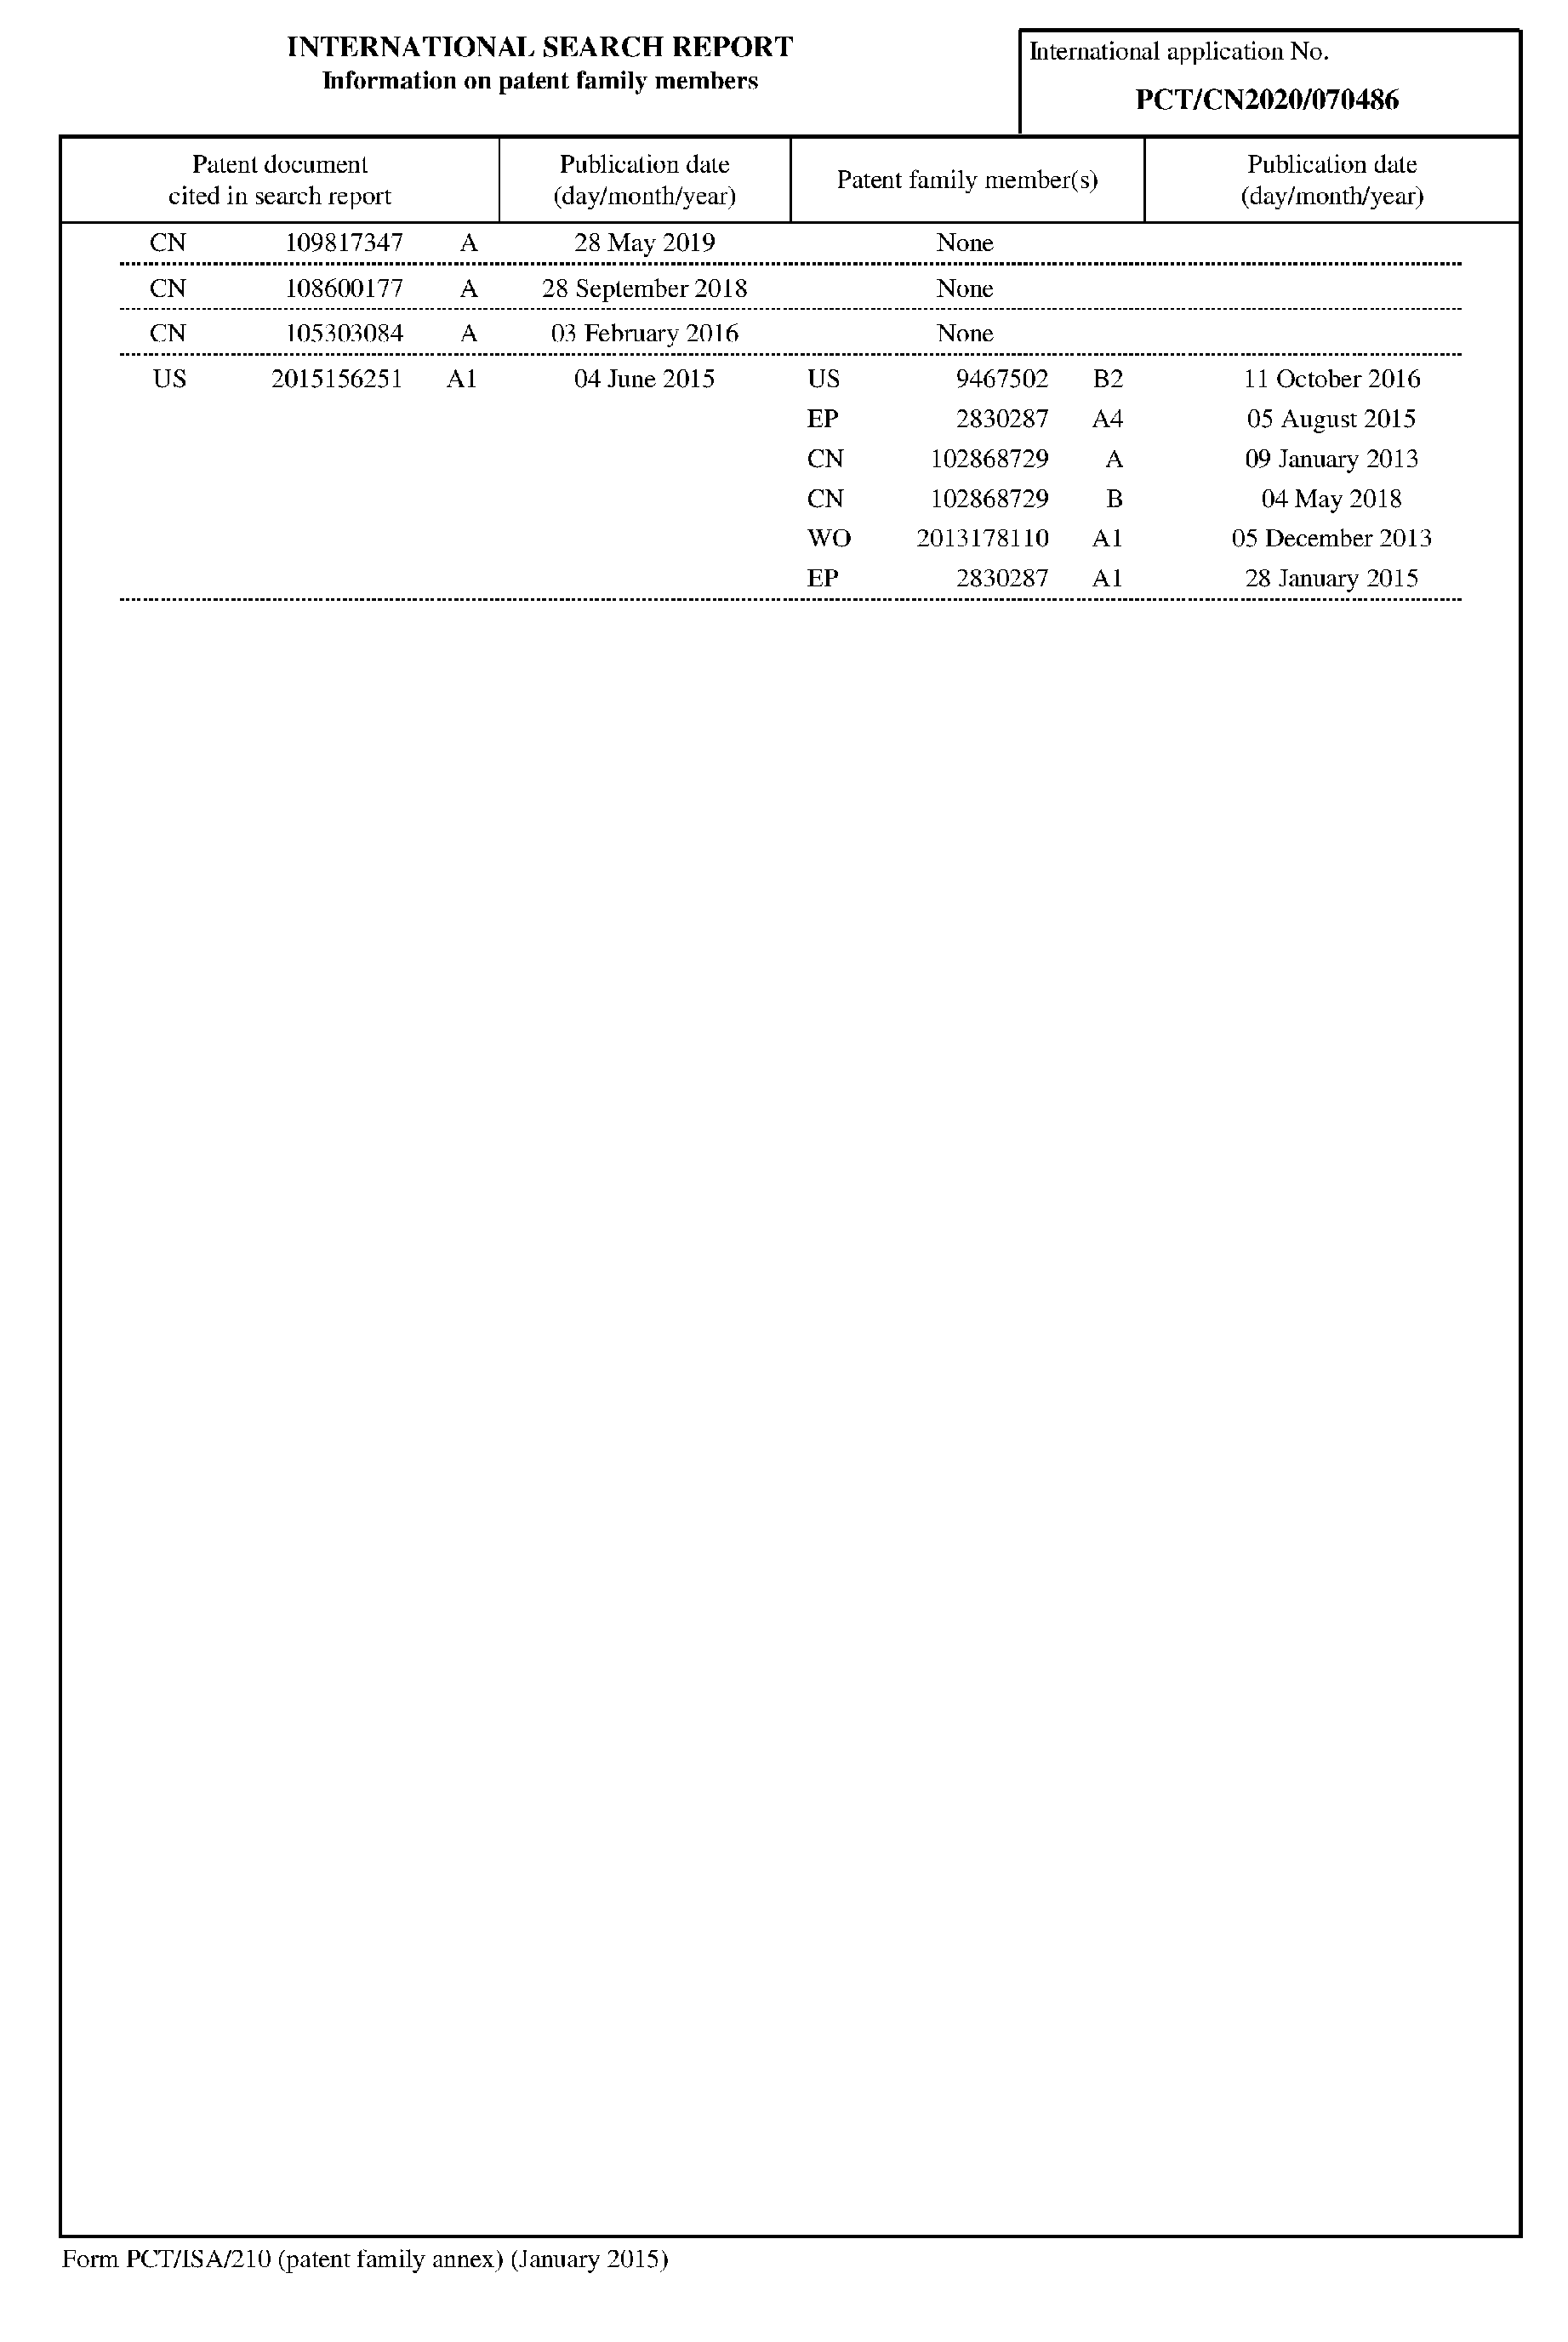 INTERNATIONAL SEARCH REPORT
Information on patent family members
International application No.
PCT/CN2020/070486
Patent document
cited in search report
Publication date
(day/month/year)
Patent family member(s)
Publication date
(day/month/year)
CN 109817347 A 28 May 2019 None
CN 108600177 A 28 September 2018 None
CN 105303084 A 03 February 2016 None
US 2015156251 A1 04 June 2015 US 9467502 B2 11 October 2016
EP 2830287 A4 05 August 2015
CN 102868729 A 09 January 2013
CN 102868729 B 04 May 2018
WO 2013178110 A1 05 December 2013
EP 2830287 A1 28 January 2015
Form PCT/ISA/210 (patent family annex) (January 2015)